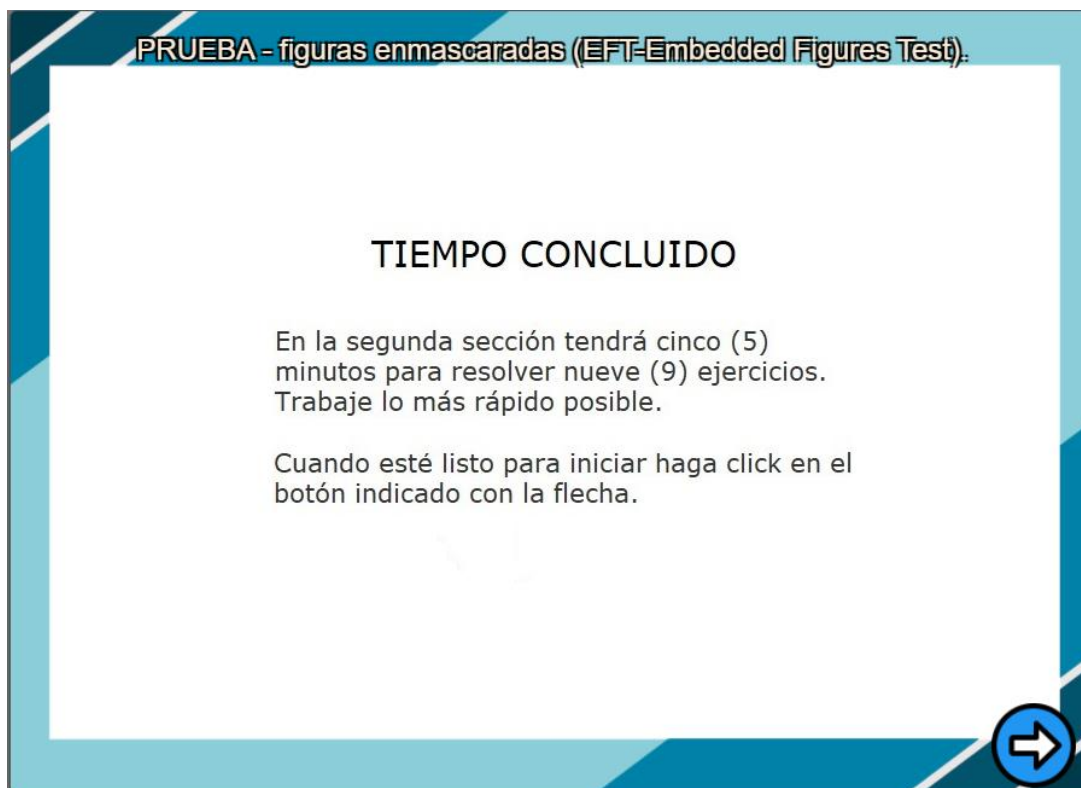 PRUEBA - figuras enmascaradas (EFT-Embedded Figures Test).
TIEMPO CONCLUIDO
En la segunda sección tendrá cinco (5)
minutos para resolver nueve (9) ejercicios.
Trabaje lo más rápido posible.
Cuando esté listo para iniciar haga click en el
botón indicado con la flecha.